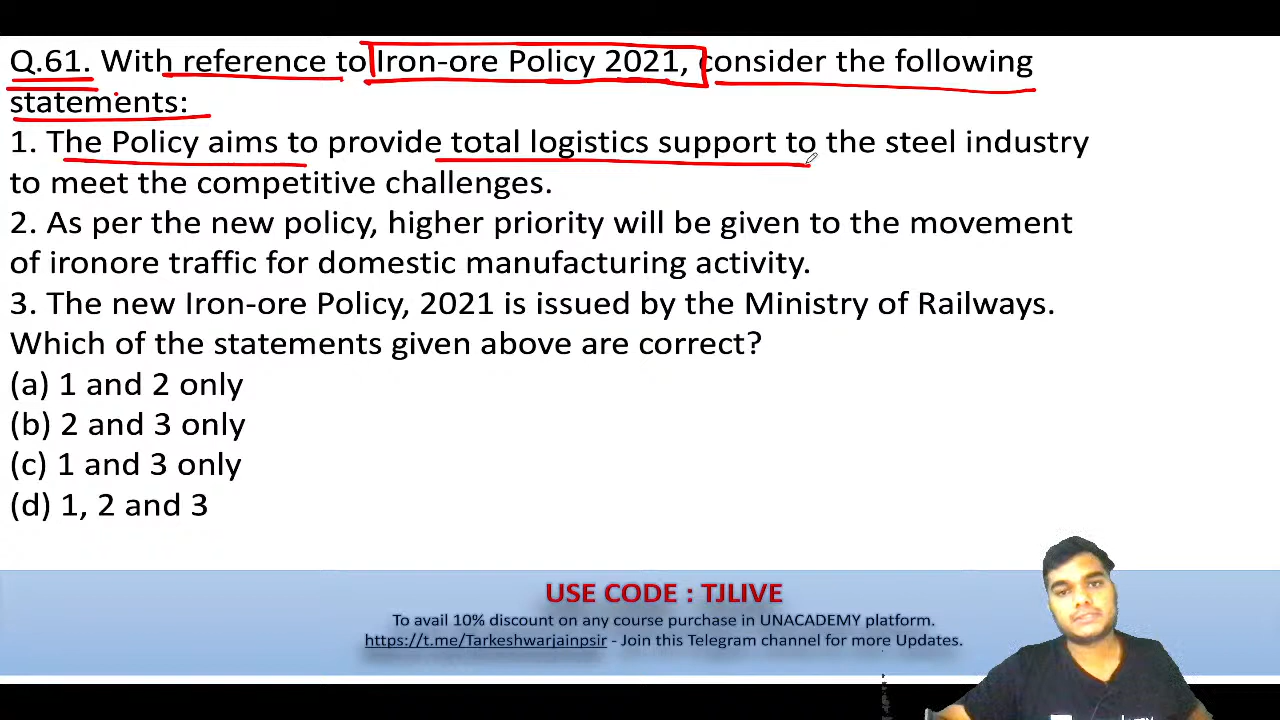 Q.61. With reference to Iron-ore Policy 2021, consider the following
statements:
1. The Policy aims to provide total logistics support to the steel industry
to meet the competitive challenges.
2. As per the new policy, higher priority will be given to the movement
of ironore traffic for domestic manufacturing activity.
3. The new Iron-ore Policy, 2021 is issued by the Ministry of Railways.
Which of the statements given above are correct?
(a) 1 and 2 only
(b) 2 and 3 only
(c) 1 and 3 only
(d) 1, 2 and 3
USE CODE : TJLIVE
To avail 10% discount on any course purchase in UNACADEMY platform.
https://t.me/Tarkeshwarjainpsir - Join this Telegram channel for more Updates.